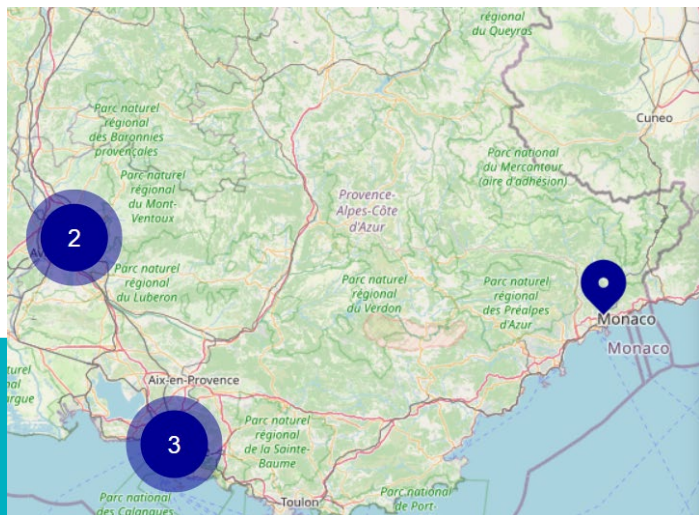 régional
du Queyras
Parc naturel
régional
des Baronnies
provençales
Cuneo
Parc national
du Mercantour
(aire d'adhésion)
Parc naturel
régional
du Mont-
Ventoux
Provence-
Alpes-Côte
d'Azur
2
Parc naturel
régional
du Luberon
Parc naturel
régional
du Verdon
Parc naturel
régional
des Préalpes
d'Azur
Monaco
Monaco
Aix-en-Provence
3
Parc naturel
régional
de la Sainte-
Baume
Parc national
des Calanques
Toulon
Parc national
de Port-